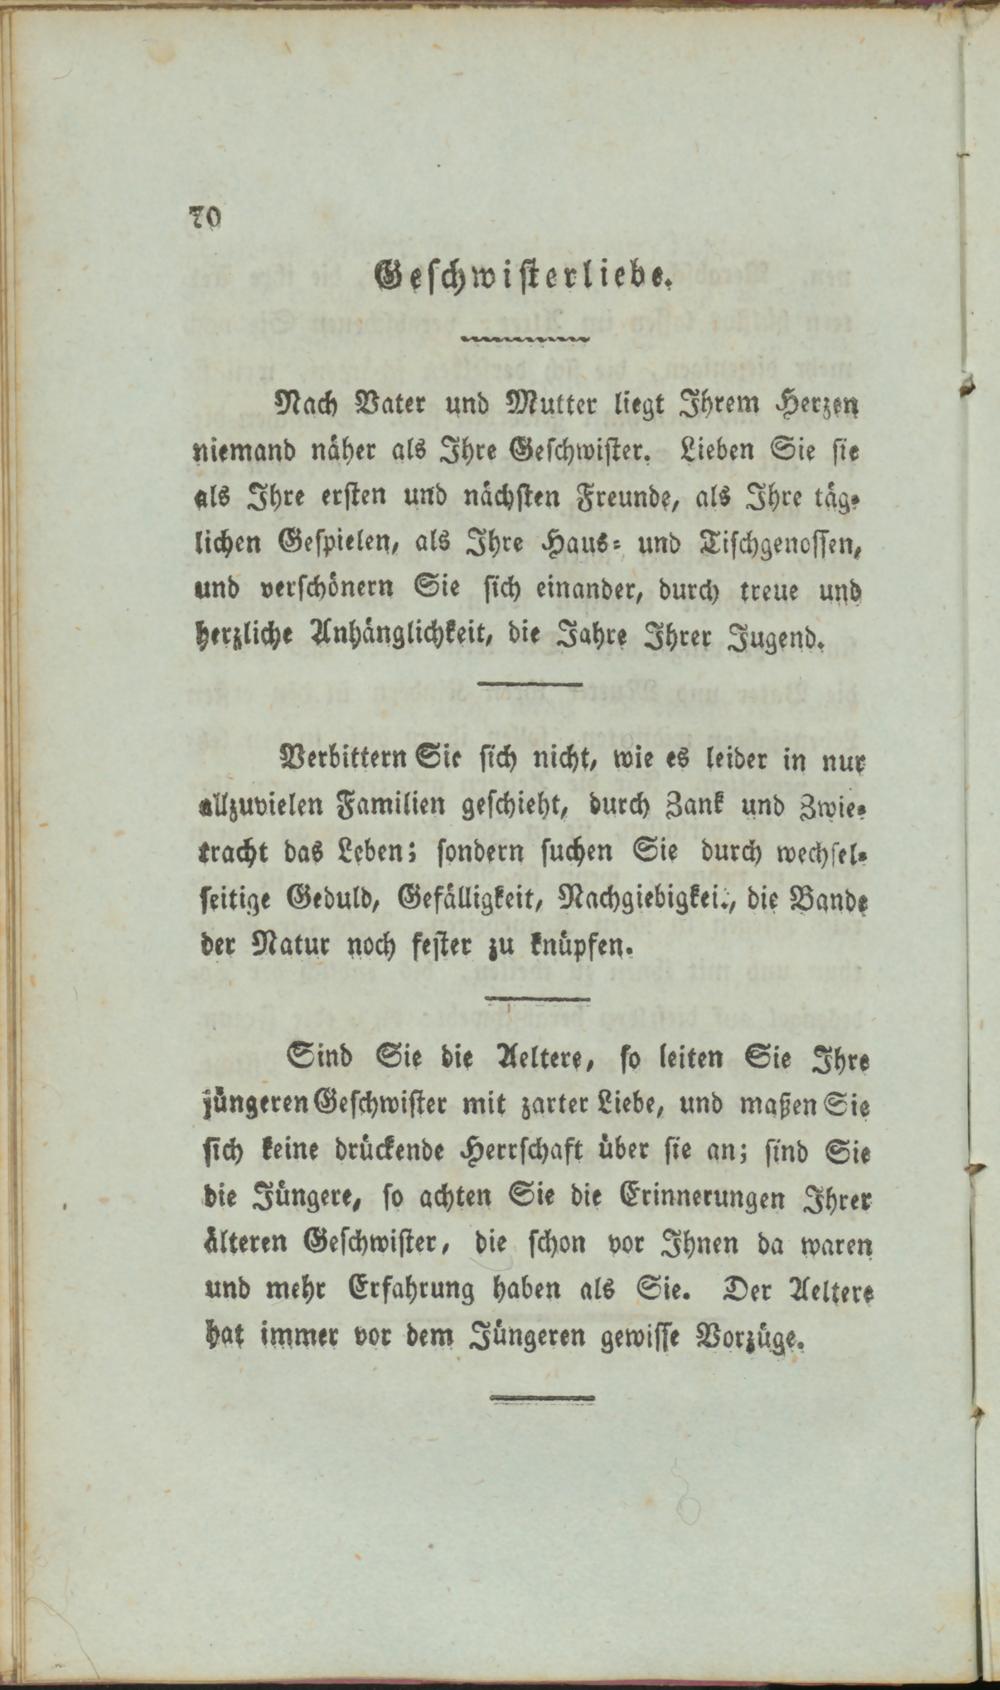 70
Geschwisterliebe.
Nach Vater und Mutter liegt Ihrem Herzen
niemand näher als Ihre Geschwister. Lieben Sie sie
als Ihre ersten und nächsten Freunde, als Ihre täg-
lichen Gespielen, als Ihre Haus- und Tischgenossen,
und verschönern Sie sich einander, durch treue und
herzliche Anhänglichkeit, die Jahre Ihrer Jugend.
Verbittern Sie sich nicht, wie es leider in nur
allzuvielen Familien geschieht, durch Zank und Zwie-
tracht das Leben; sondern suchen Sie durch wechsel-
seitige Geduld, Gefälligkeit, Nachgiebigkeit, die Bande
der Natur noch fester zu knüpfen.
Sind Sie die Aeltere, so leiten Sie Ihre
jüngeren Geschwister mit zarter Liebe, und maßen Sie
sich keine drückende Herrschaft über sie an; sind Sie
die Jüngere, so achten Sie die Erinnerungen Ihrer
älteren Geschwister, die schon vor Ihnen da waren
und mehr Erfahrung haben als Sie. Der Aeltere
hat immer vor dem Jüngeren gewisse Vorzüge.